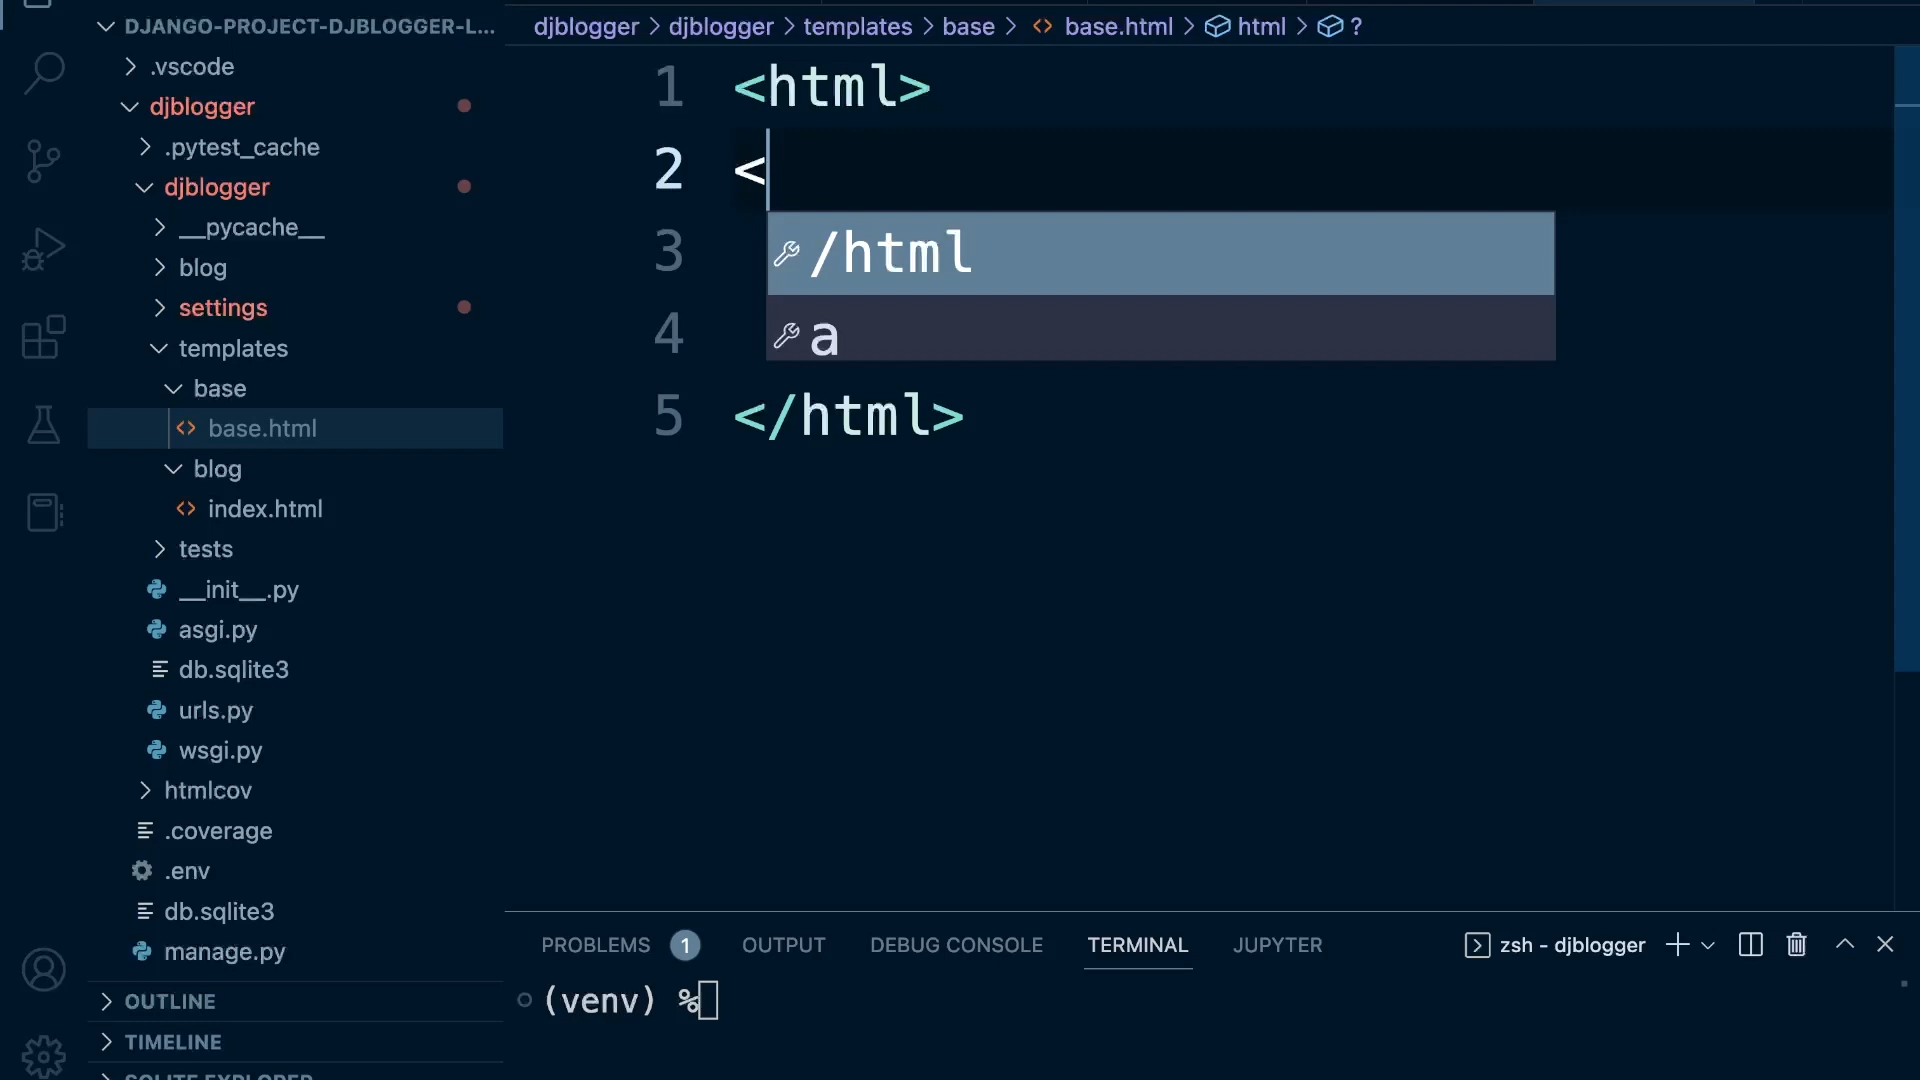 DJANGO-PROJECT-DJBLOGGER-L...
.vscode
djblogger
.pytest_cache
djblogger
__pycache__
blog
settings
templates
base
base.html
blog
index.html
tests
__init__.py
asgi.py
db.sqlite3
urls.py
wsgi.py
htmlcov
.coverage
.env
db.sqlite3
manage.py
OUTLINE
TIMELINE
SQLITE EXPLORER
djblogger > djblogger > templates > base > <> base.html > html > ?
1 <html>
2 <
/html
3
a
4
5 </html>
PROBLEMS 1 OUTPUT DEBUG CONSOLE TERMINAL JUPYTER zsh - djblogger
(venv) %